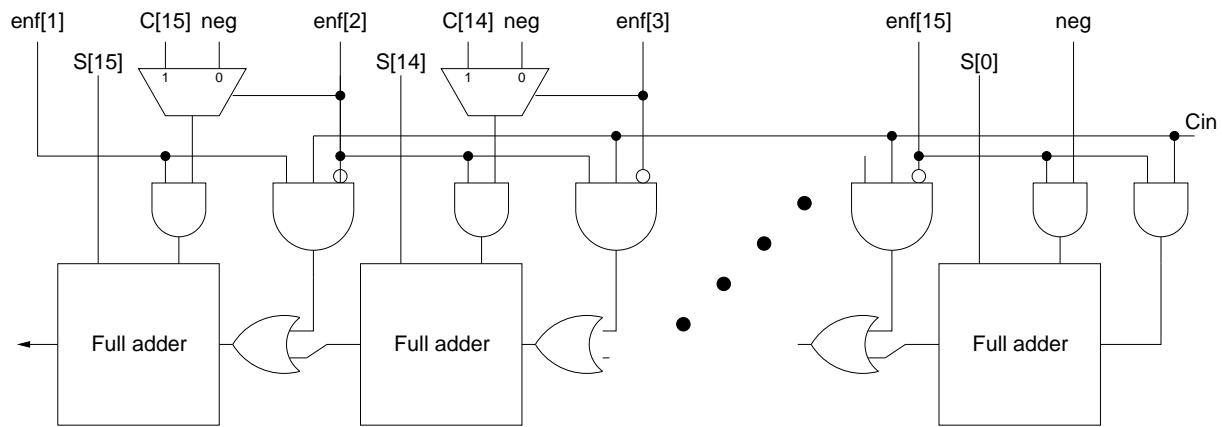 enf[1] C[15] neg enf[2] C[14] neg enf[3] enf[15] neg
S[15] 1 0 S[14] 1 0 S[0]
Cin
Full adder Full adder Full adder